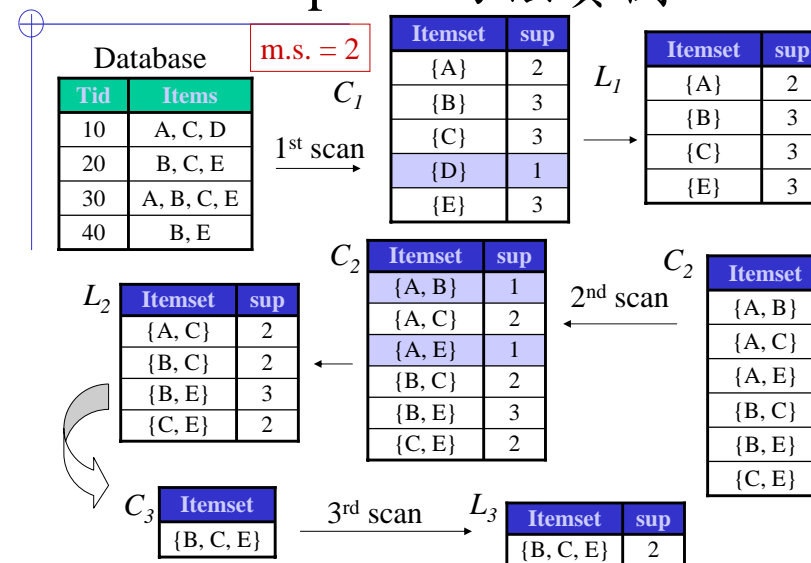 Database
m.s. = 2
Tid Items
10 A, C, D
20 B, C, E
30 A, B, C, E
40 B, E
1st scan
C1
Itemset sup
{A} 2
{B} 3
{C} 3
{D} 1
{E} 3
L1
Itemset sup
{A} 2
{B} 3
{C} 3
{E} 3
C2
Itemset
{A, B}
{A, C}
{A, E}
{B, C}
{B, E}
{C, E}
2nd scan
C2
Itemset sup
{A, B} 1
{A, C} 2
{A, E} 1
{B, C} 2
{B, E} 3
{C, E} 2
L2
Itemset sup
{A, C} 2
{B, C} 2
{B, E} 3
{C, E} 2
C3
Itemset
{B, C, E}
3rd scan
L3
Itemset sup
{B, C, E} 2